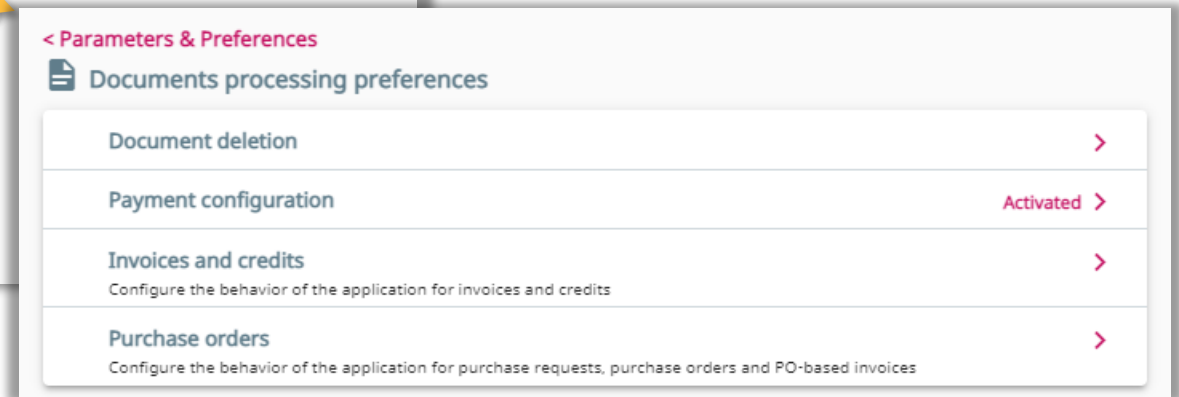 < Parameters & Preferences
Documents processing preferences
Document deletion
Payment configuration
Activated
Invoices and credits
Configure the behavior of the application for invoices and credits
Purchase orders
Configure the behavior of the application for purchase requests, purchase orders and PO-based invoices